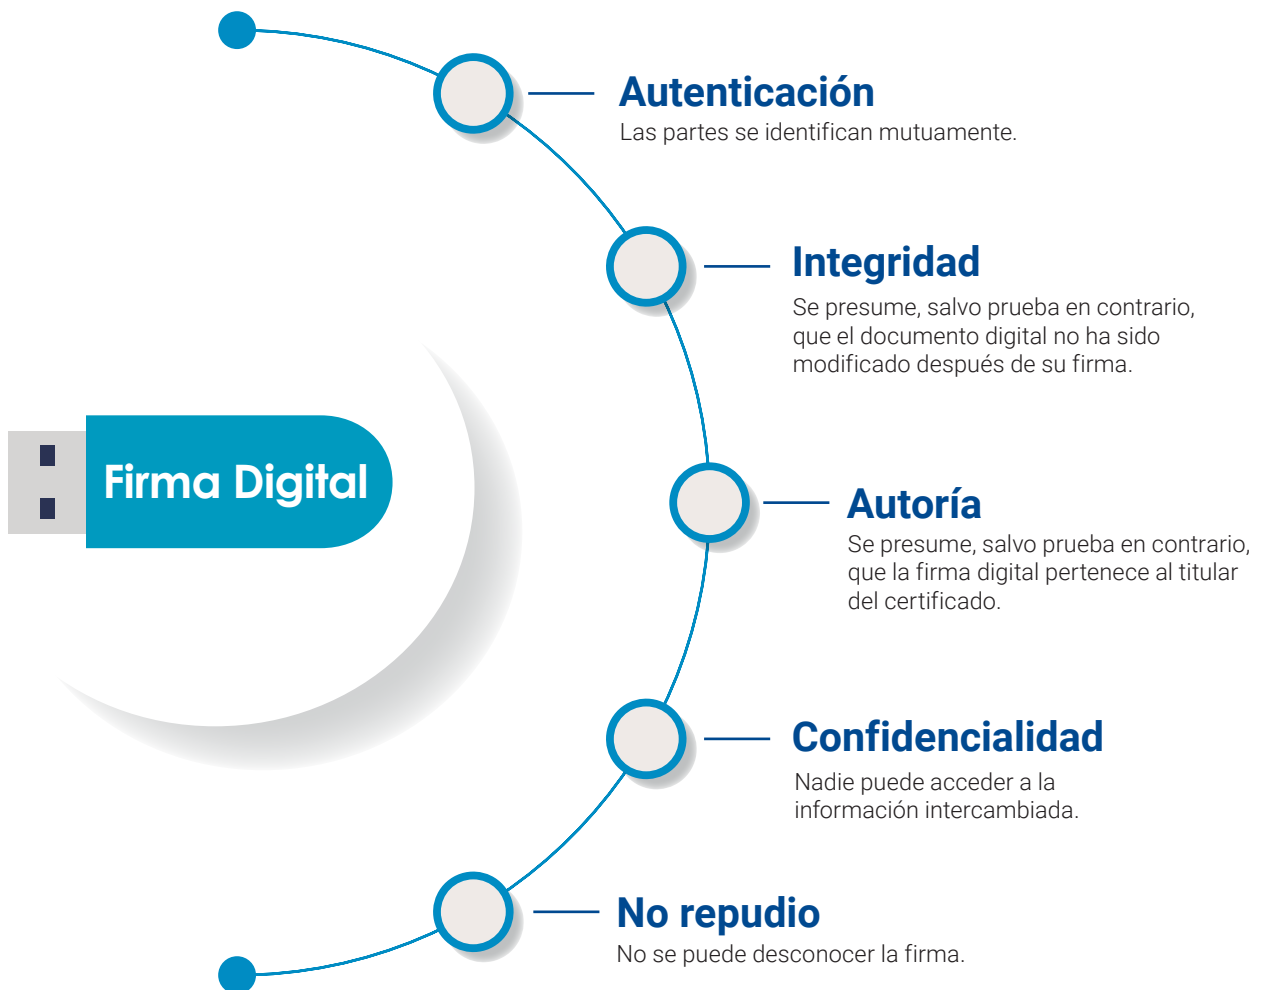 Autenticación
Las partes se identifican mutuamente.
Integridad
Se presume, salvo prueba en contrario,
que el documento digital no ha sido
modificado después de su firma.
Firma Digital
Autoría
Se presume, salvo prueba en contrario,
que la firma digital pertenece al titular
del certificado.
Confidencialidad
Nadie puede acceder a la
información intercambiada.
No repudio
No se puede desconocer la firma.